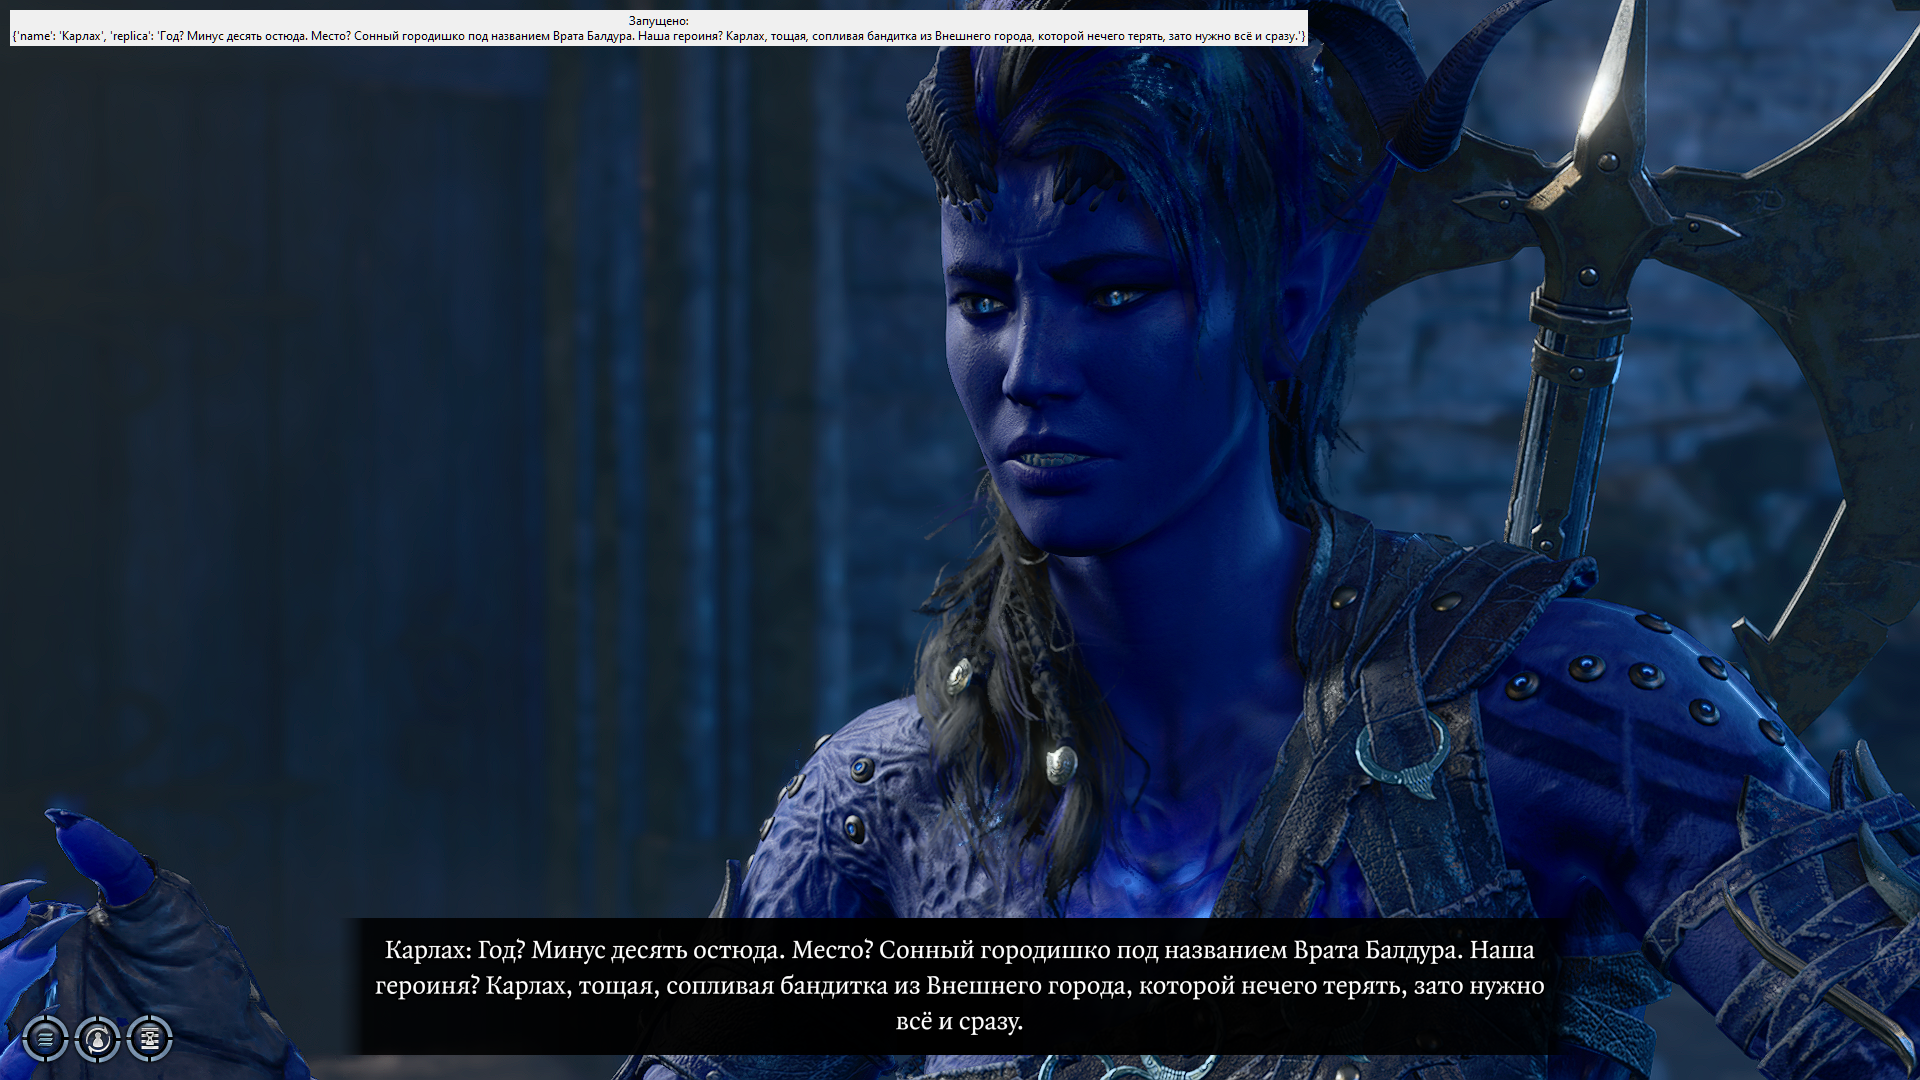 Запущено:
{'name': 'Карлах', 'replica': 'Год? Минус десять остюда. Место? Сонный городишко под названием Врата Балдура. Наша героиня? Карлах, тощая, сопливая бандитка из Внешнего города, которой нечего терять, зато нужно всё и сразу.'}
Карлах: Год? Минус десять остюда. Место? Сонный городишко под названием Врата Балдура. Наша
героиня? Карлах, тощая, сопливая бандитка из Внешнего города, которой нечего терять, зато нужно
всё и сразу.